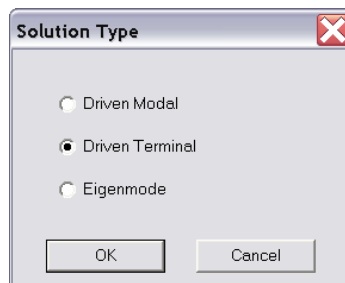 Solution Type
Driven Modal
Driven Terminal
Eigenmode
OK
Cancel